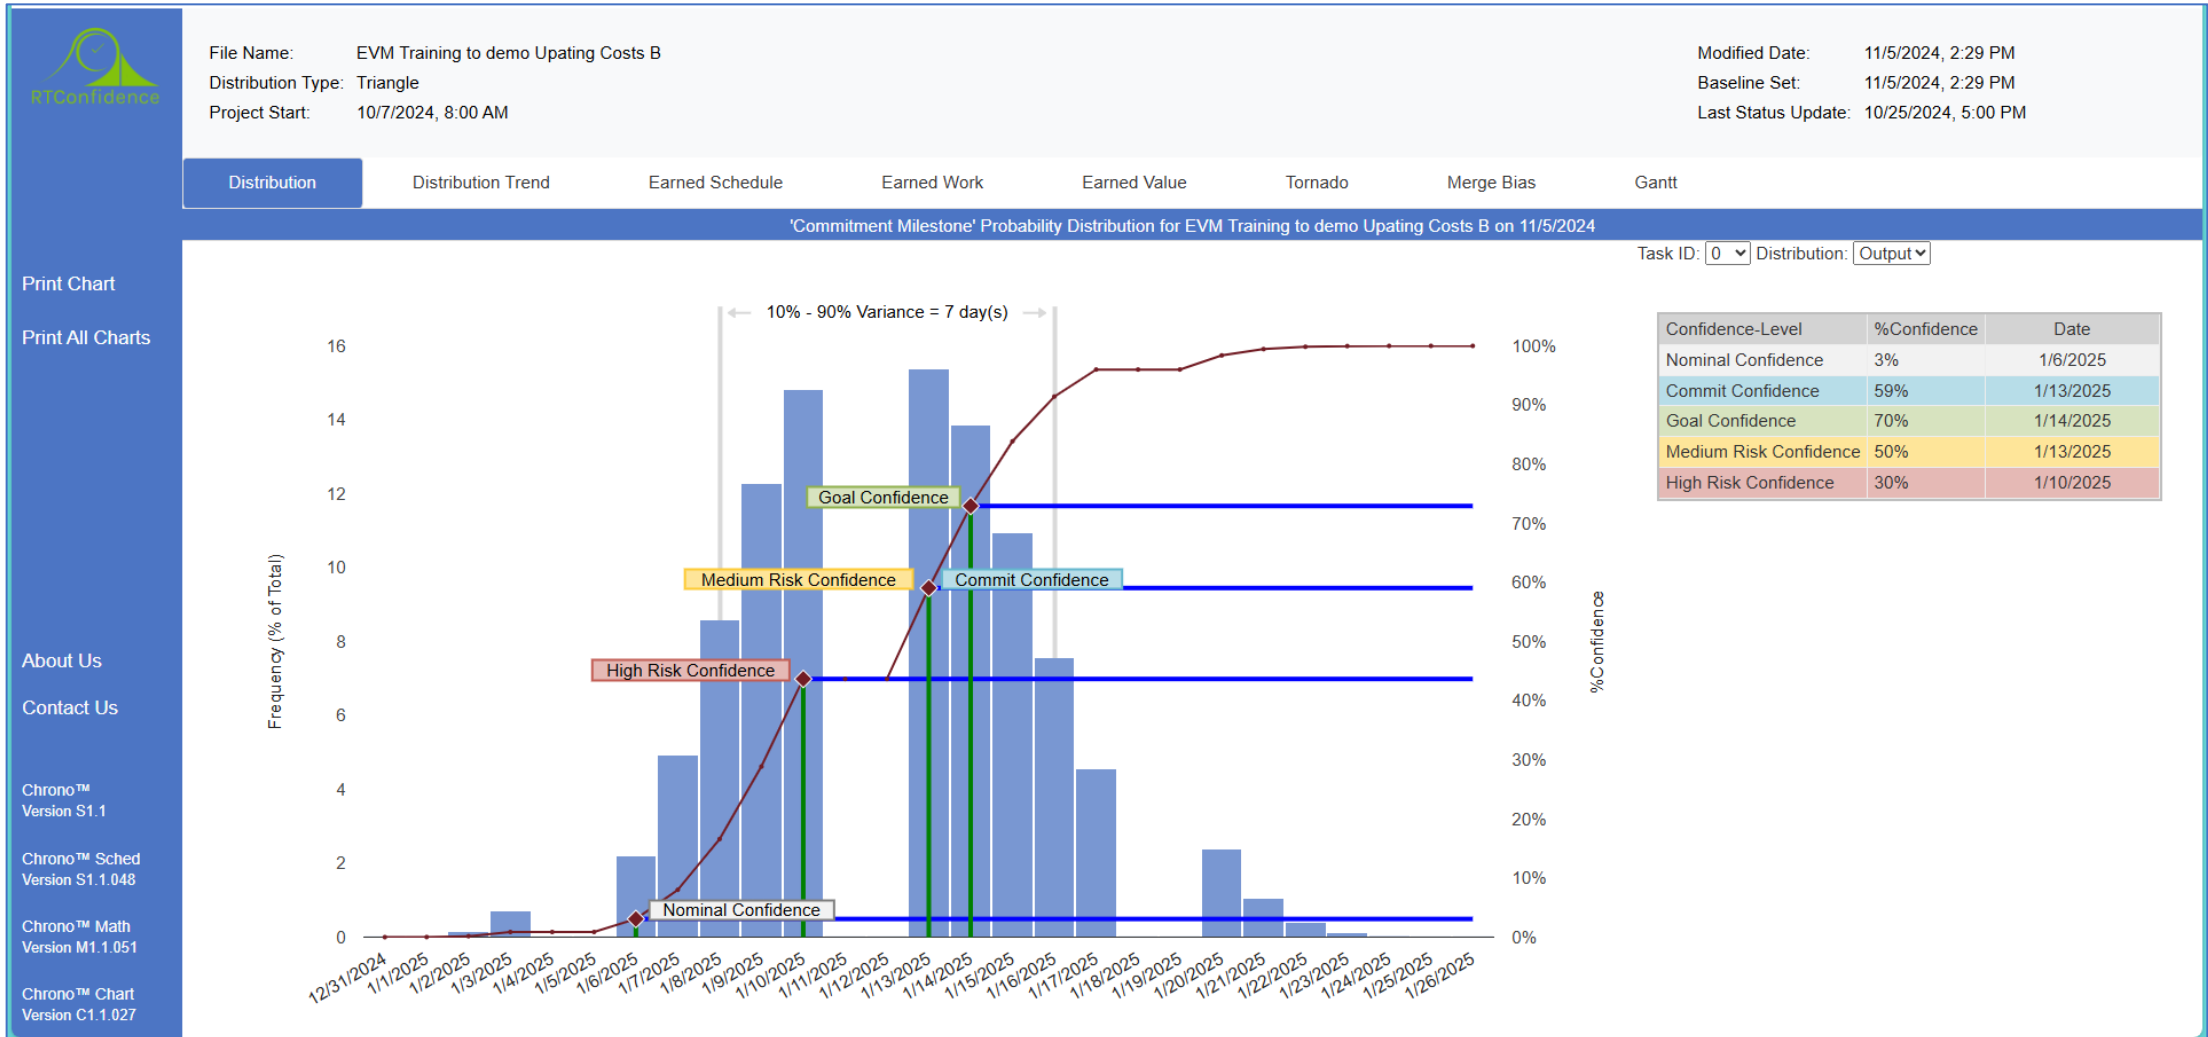 RTConfidence
File Name: EVM Training to demo Upating Costs B
Distribution Type: Triangle
Project Start: 10/7/2024, 8:00 AM
Modified Date: 11/5/2024, 2:29 PM
Baseline Set: 11/5/2024, 2:29 PM
Last Status Update: 10/25/2024, 5:00 PM
Distribution Distribution Trend Earned Schedule Earned Work Earned Value Tornado Merge Bias Gantt
'Commitment Milestone' Probability Distribution for EVM Training to demo Upating Costs B on 11/5/2024
Task ID: 0 Distribution: Output
Print Chart
Print All Charts
About Us
Contact Us
Chrono™
Version S1.1
Chrono™ Sched
Version S1.1.048
Chrono™ Math
Version M1.1.051
Chrono™ Chart
Version C1.1.027
10% - 90% Variance = 7 day(s)
Frequency (% of Total)
16
14
12
10
8
6
4
2
0
Goal Confidence
Medium Risk Confidence
Commit Confidence
High Risk Confidence
Nominal Confidence
100%
90%
80%
70%
60%
50%
40%
30%
20%
10%
0%
%Confidence
12/31/2024 1/1/2025 1/2/2025 1/3/2025 1/4/2025 1/5/2025 1/6/2025 1/7/2025 1/8/2025 1/9/2025 1/10/2025 1/11/2025 1/12/2025 1/13/2025 1/14/2025 1/15/2025 1/16/2025 1/17/2025 1/18/2025 1/19/2025 1/20/2025 1/21/2025 1/22/2025 1/23/2025 1/24/2025 1/25/2025 1/26/2025
Confidence-Level %Confidence Date
Nominal Confidence 3% 1/6/2025
Commit Confidence 59% 1/13/2025
Goal Confidence 70% 1/14/2025
Medium Risk Confidence 50% 1/13/2025
High Risk Confidence 30% 1/10/2025